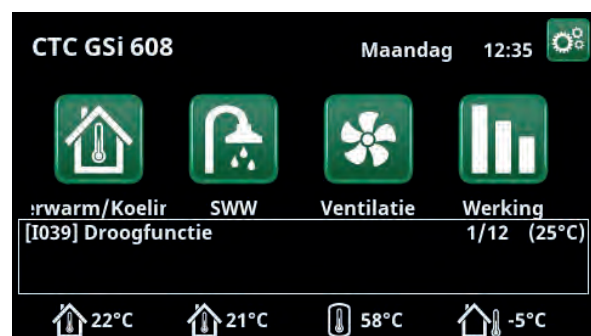 CTC GSi 608 Maandag 12:35
:rwarm/Koelir SWW Ventilatie Werking
[I039] Droogfunctie 1/12 (25°C)
22°C 21°C 58°C -5°C